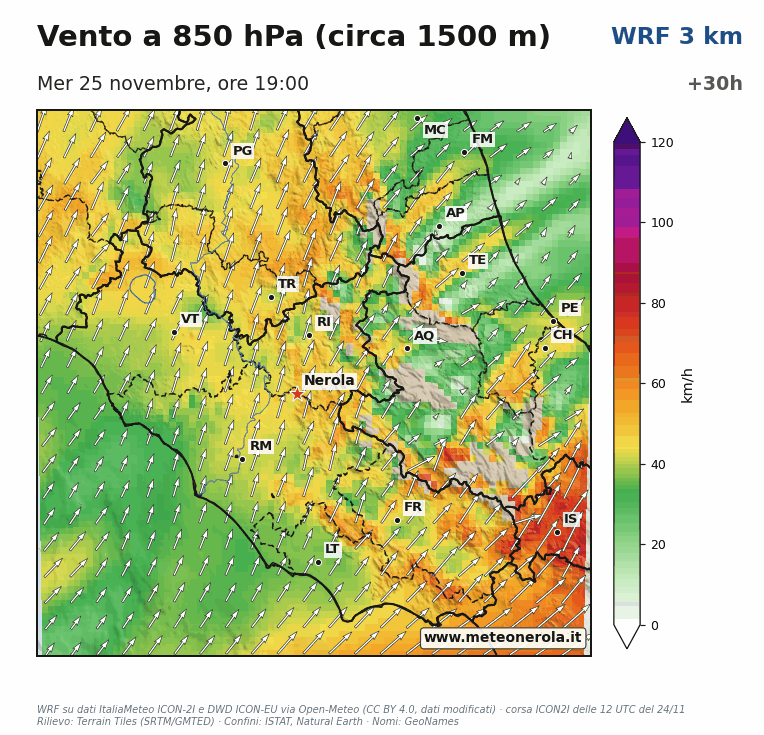 Vento a 850 hPa (circa 1500 m)
WRF 3 km
Mer 25 novembre, ore 19:00
+30h
MC
FM
PG
AP
TE
TR
PE
VT
RI
AQ
CH
Nerola
RM
FR
IS
LT
www.meteonerola.it
120
100
80
60
40
20
0
km/h
WRF su dati ItaliaMeteo ICON-2I e DWD ICON-EU via Open-Meteo (CC BY 4.0, dati modificati) · corsa ICON2I delle 12 UTC del 24/11
Rilievo: Terrain Tiles (SRTM/GMTED) · Confini: ISTAT, Natural Earth · Nomi: GeoNames